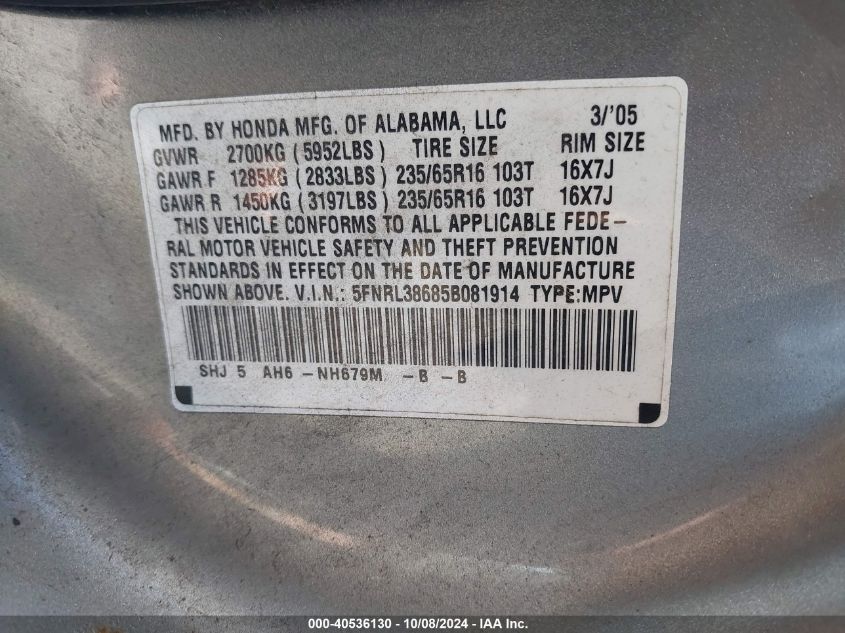 MFD. BY HONDA MFG. OF ALABAMA, LLC 3/'05
GVWR 2700KG (5952LBS) TIRE SIZE RIM SIZE
GAWR F 1285KG (2833LBS) 235/65R16 103T 16X7J
GAWR R 1450KG (3197LBS) 235/65R16 103T 16X7J
THIS VEHICLE CONFORMS TO ALL APPLICABLE FEDE-
RAL MOTOR VEHICLE SAFETY AND THEFT PREVENTION
STANDARDS IN EFFECT ON THE DATE OF MANUFACTURE
SHOWN ABOVE. V.I.N.: 5FNRL38685B081914 TYPE:MPV
SHJ 5 AH6 -NH679M -B -B
000-40536130 - 10/08/2024 - IAA Inc.